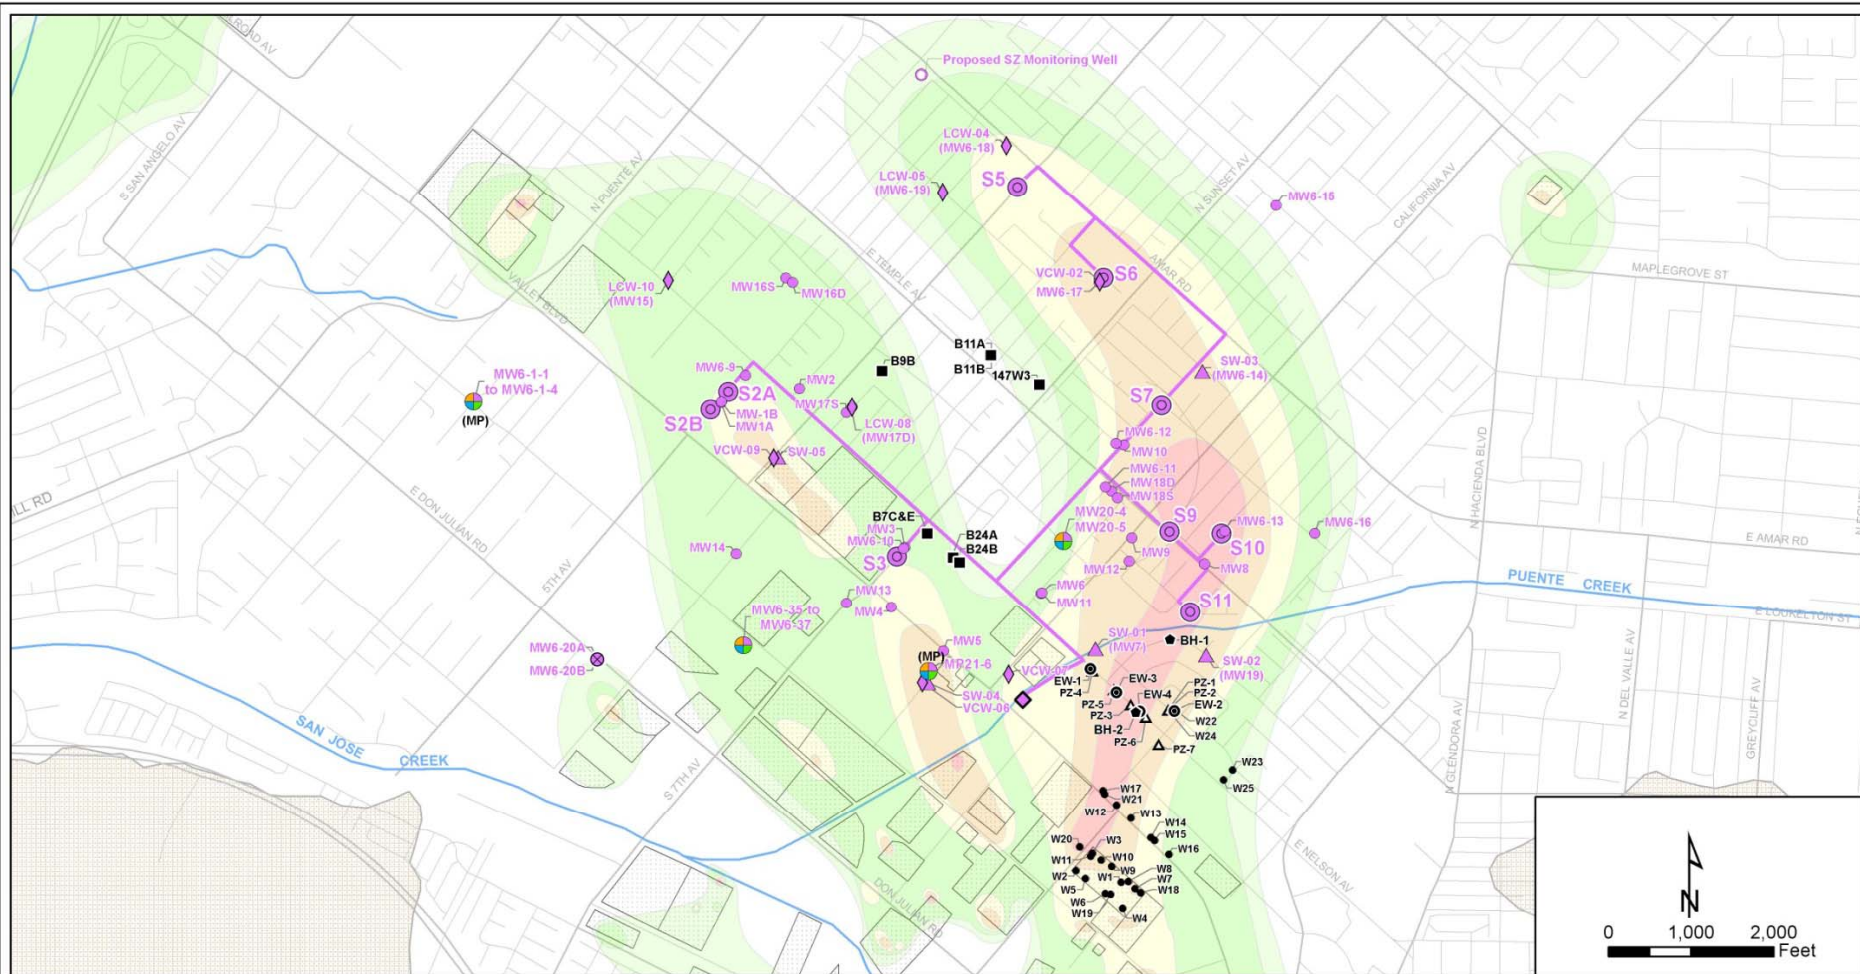 Proposed SZ Monitoring Well
S SAN ANGELO AV
N PUENTE AV
LCW-04
(MW6-18)
LCW-05
(MW6-19)
S5
N SUNSET AV
MW6-15
CALIFORNIA AV
E TEMPLE AV
AMAR RD
MAPLEGROVE ST
VALLEY BLVD
LCW-10
(MW15)
MW16S
MW16D
VCW-02
MW6-17
S6
B11A
B11B
147W3
B9B
SW-03
(MW6-14)
MW6-1-1
to MW6-1-4
(MP)
MW6-9
MW2
S2A
S2B
MW-1B
MW1A
MW17S
LCW-08
(MW17D)
S7
MW6-12
MW10
VCW-09
SW-05
MW6-11
MW18D
MW18S
N HACIENDA BLVD
E DON JULIAN RD
B7C&E
MW3
MW6-10
S3
B24A
B24B
MW20-4
MW20-5
S9
MW6-13
S10
MW6-16
E AMAR RD
MW14
MW9
MW12
MW8
5TH AV
MW13
MW4
MW6
MW11
S11
PUENTE CREEK
E LOUKELTON ST
MW6-35 to
MW6-37
MW6-20A
MW6-20B
MW5
(MP)
MP21-6
SW-04
VCW-06
VCW-07
SW-01
(MW7)
BH-1
SW-02
(MW19)
EW-1
PZ-4
EW-3
PZ-5
EW-4
PZ-3
BH-2
PZ-6
PZ-1
PZ-2
EW-2
W22
W24
PZ-7
N DEL VALLE AV
GREYCLIFF AV
N GLENDORA AV
SAN JOSE CREEK
S 7TH AV
W23
W25
W17
W21
W12
W13
W14
W15
W16
W20
W3
W11
W10
W9
W2
W1
W8
W7
W5
W18
W6
W19
W4
E NELSON AV
DON JULIAN RD
N
0 1,000 2,000
Feet